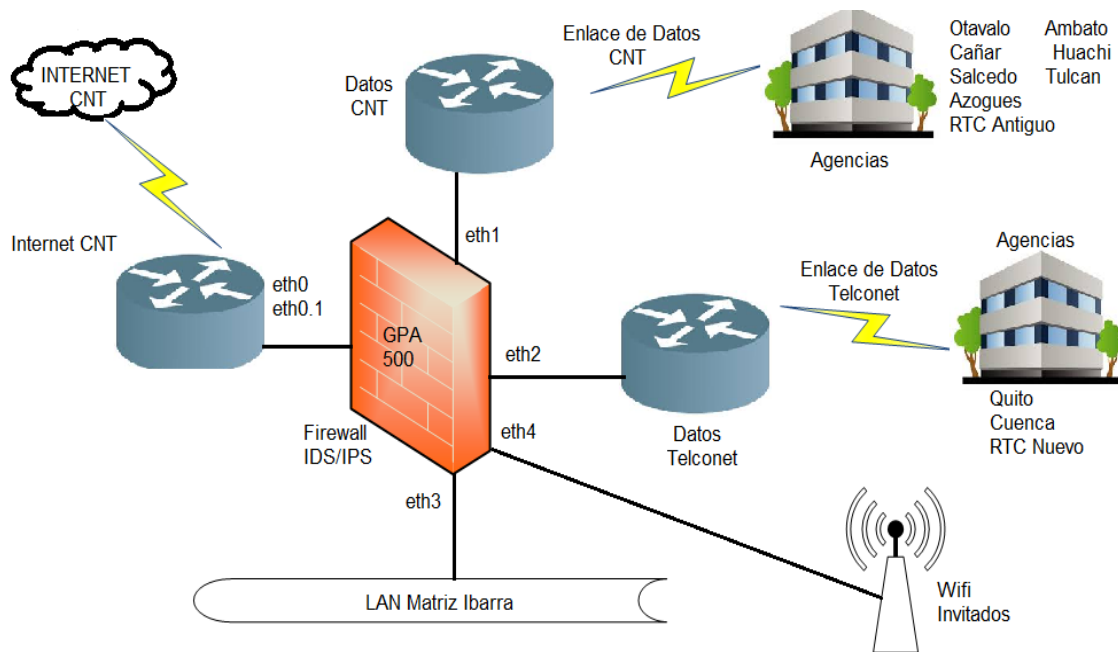 INTERNET
CNT
Datos
CNT
Enlace de Datos
CNT
Otavalo Ambato
Cañar Huachi
Salcedo Tulcan
Azogues
RTC Antiguo
Agencias
Internet CNT
eth0
eth0.1
eth1
GPA
500
Firewall
IDS/IPS
eth2
eth4
eth3
Datos
Telconet
Enlace de Datos
Telconet
Agencias
Quito
Cuenca
RTC Nuevo
LAN Matriz Ibarra
Wifi
Invitados